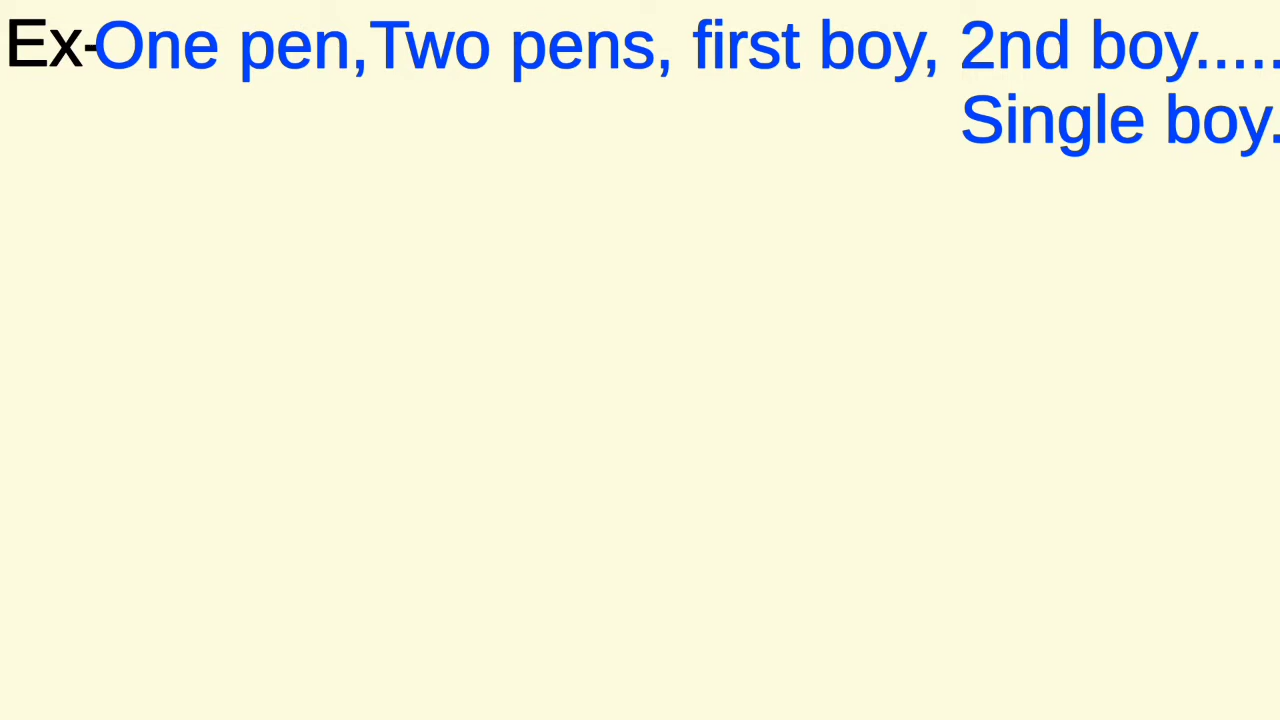 Ex-One pen,Two pens, first boy, 2nd boy.....
Single boy.